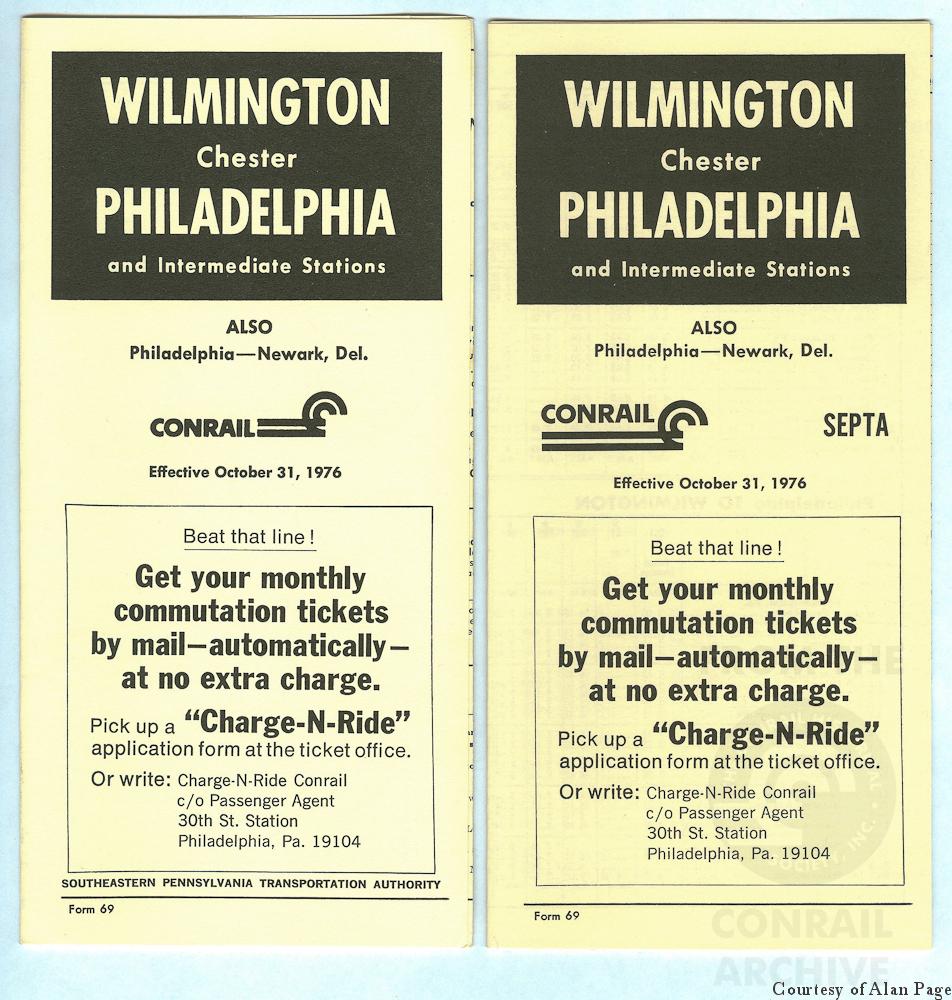 WILMINGTON
Chester
PHILADELPHIA
and Intermediate Stations
ALSO
Philadelphia—Newark, Del.
CONRAIL
Effective October 31, 1976
Beat that line!
Get your monthly
commutation tickets
by mail—automatically—
at no extra charge.
Pick up a "Charge-N-Ride"
application form at the ticket office.
Or write: Charge-N-Ride Conrail
c/o Passenger Agent
30th St. Station
Philadelphia, Pa. 19104
SOUTHEASTERN PENNSYLVANIA TRANSPORTATION AUTHORITY
Form 69
WILMINGTON
Chester
PHILADELPHIA
and Intermediate Stations
ALSO
Philadelphia—Newark, Del.
CONRAIL SEPTA
Effective October 31, 1976
Beat that line!
Get your monthly
commutation tickets
by mail—automatically—
at no extra charge.
Pick up a "Charge-N-Ride"
application form at the ticket office.
Or write: Charge-N-Ride Conrail
c/o Passenger Agent
30th St. Station
Philadelphia, Pa. 19104
Form 69
FROM THE
CONRAIL
ARCHIVE
Courtesy of Alan Page